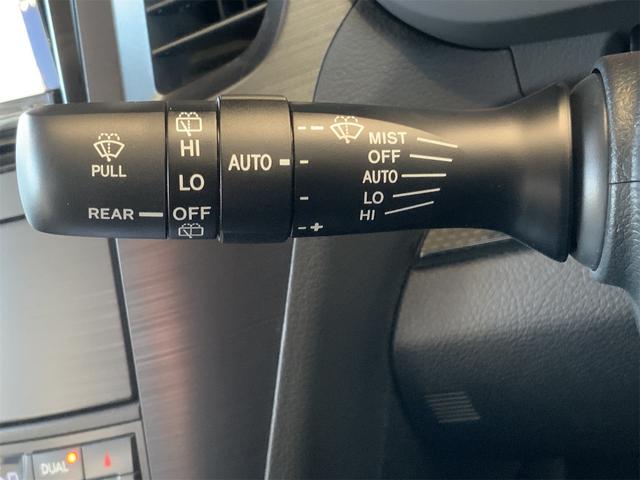 PULL
REAR
HI
LO
OFF
AUTO
- -
-
-
- +
MIST
OFF
AUTO
LO
HI
DUAL